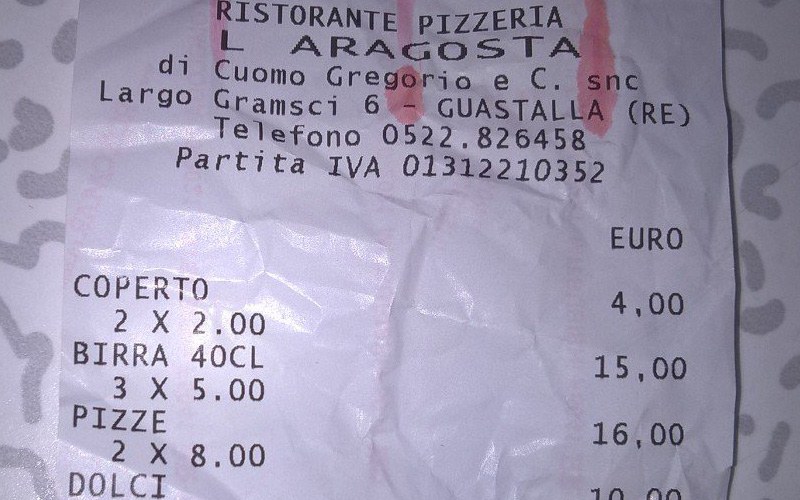 RISTORANTE PIZZERIA
L ARAGOSTA
di Cuomo Gregorio e C. snc
Largo Gramsci 6 - GUASTALLA (RE)
Telefono 0522.826458
Partita IVA 01312210352
EURO
COPERTO
2 X 2.00 4,00
BIRRA 40CL
3 X 5.00 15,00
PIZZE
2 X 8.00 16,00
DOLCI
10,00